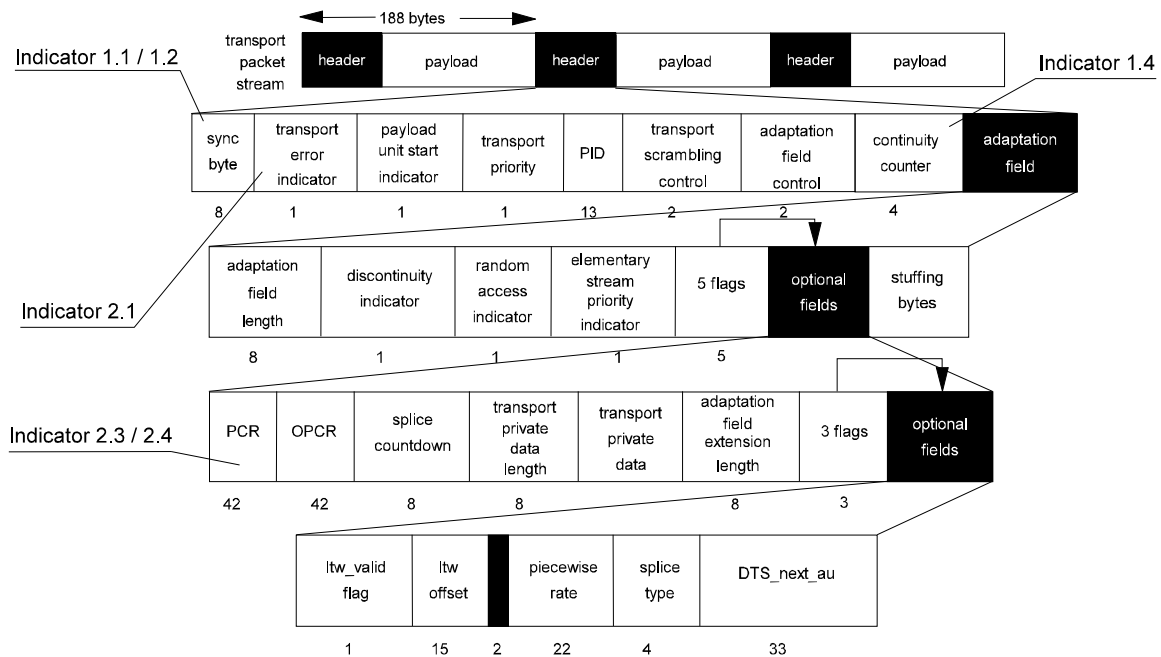 188 bytes
transport
packet
stream
header
payload
header
payload
header
payload
Indicator 1.1 / 1.2
Indicator 1.4
sync
byte
transport
error
indicator
payload
unit start
indicator
transport
priority
PID
transport
scrambling
control
adaptation
field
control
continuity
counter
adaptation
field
8 1 1 1 13 2 2 4
Indicator 2.1
adaptation
field
length
discontinuity
indicator
random
access
indicator
elementary
stream
priority
indicator
5 flags
optional
fields
stuffing
bytes
8 1 1 1 5
Indicator 2.3 / 2.4
PCR
OPCR
splice
countdown
transport
private
data
length
transport
private
data
adaptation
field
extension
length
3 flags
optional
fields
42 42 8 8 8 3
ltw_valid
flag
ltw
offset
piecewise
rate
splice
type
DTS_next_au
1 15 2 22 4 33